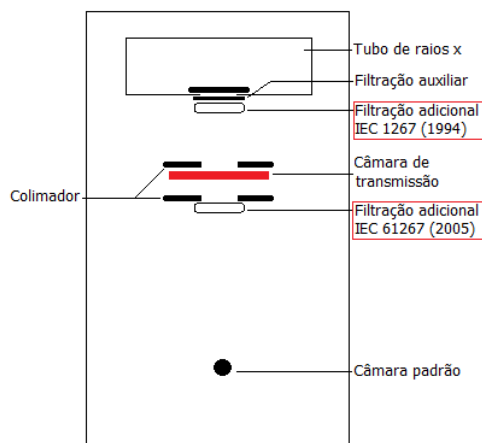 Tubo de raios x
Filtração auxiliar
Filtração adicional
IEC 1267 (1994)
Câmara de
transmissão
Colimador
Filtração adicional
IEC 61267 (2005)
Câmara padrão